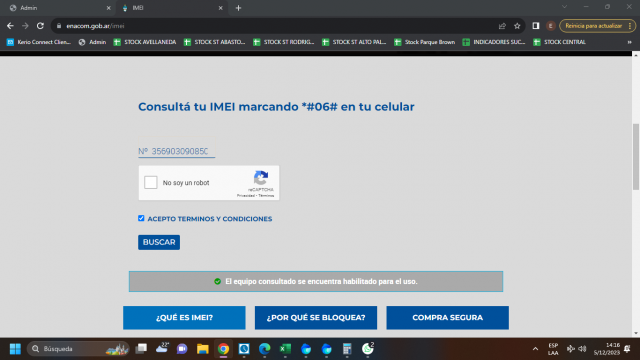 Admin
IMEI
enacom.gob.ar/imei
E
Reinicia para actualizar
Kerio Connect Clien...
Admin
STOCK AVELLANEDA
STOCK ST ABASTO...
STOCK ST RODRIG...
STOCK ST ALTO PAL...
Stock Parque Brown
INDICADORES SUC...
STOCK CENTRAL
Consultá tu IMEI marcando *#06# en tu celular
Nº 35690309085
No soy un robot
reCAPTCHA
Privacidad - Términos
ACEPTO TERMINOS Y CONDICIONES
BUSCAR
El equipo consultado se encuentra habilitado para el uso.
¿QUÉ ES IMEI?
¿POR QUÉ SE BLOQUEA?
COMPRA SEGURA
Búsqueda
22°
2
ESP
LAA
14:16
5/12/2023